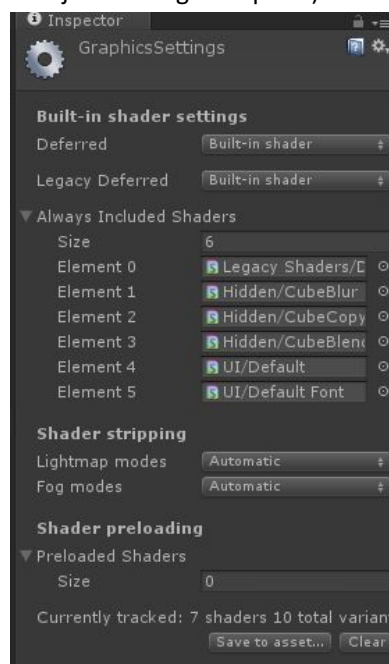 Inspector
GraphicsSettings
Built-in shader settings
Deferred Built-in shader
Legacy Deferred Built-in shader
Always Included Shaders
Size 6
Element 0 Legacy Shaders/D
Element 1 Hidden/CubeBlur
Element 2 Hidden/CubeCopy
Element 3 Hidden/CubeBlend
Element 4 UI/Default
Element 5 UI/Default Font
Shader stripping
Lightmap modes Automatic
Fog modes Automatic
Shader preloading
Preloaded Shaders
Size 0
Currently tracked: 7 shaders 10 total variant
Save to asset... Clear